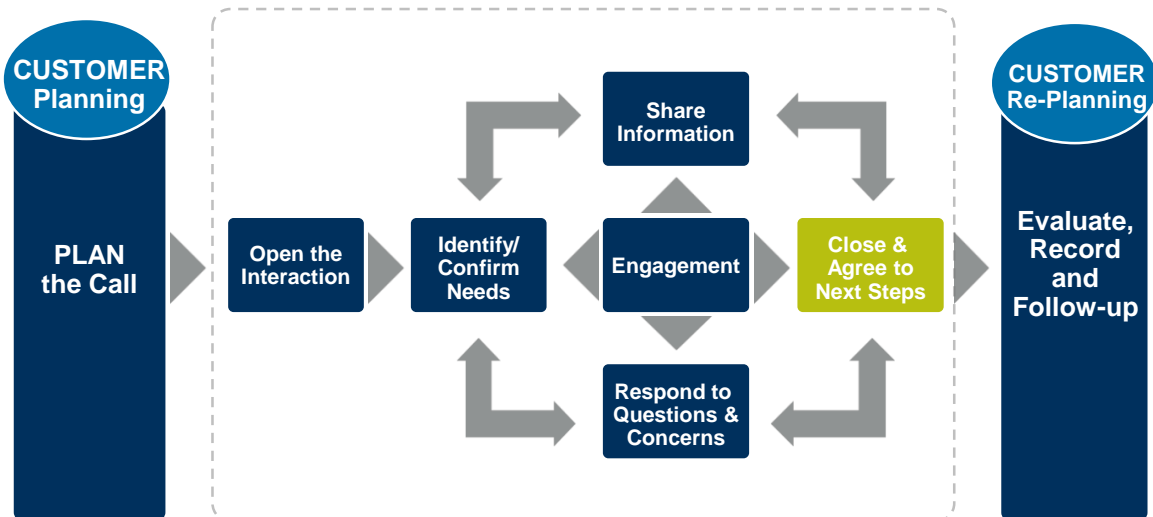 CUSTOMER
Planning
PLAN
the Call
Open the
Interaction
Identify/
Confirm
Needs
Share
Information
Engagement
Respond to
Questions &
Concerns
Close &
Agree to
Next Steps
CUSTOMER
Re-Planning
Evaluate,
Record
and
Follow-up